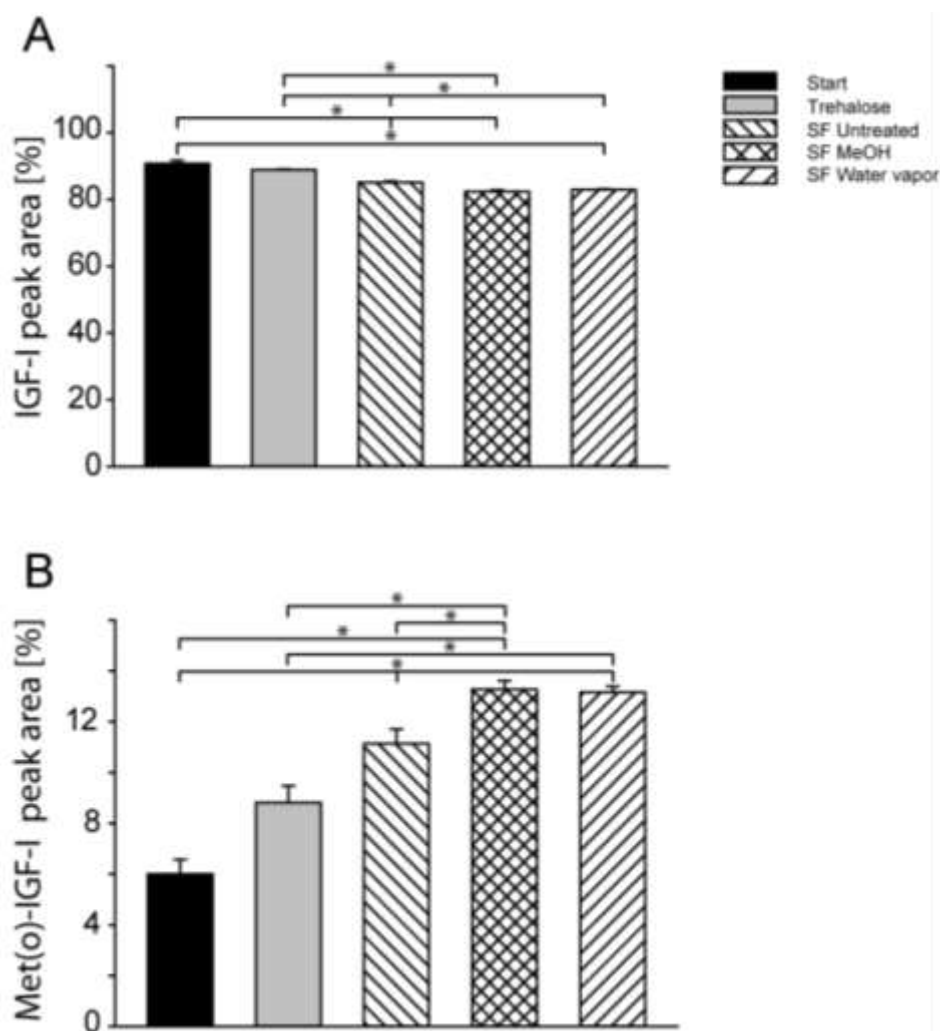 A
IGF-I peak area [%]
100
80
60
40
20
0
*
*
*
*
Start
Trehalose
SF Untreated
SF MeOH
SF Water vapor
B
Met(o)-IGF-I peak area [%]
12
8
4
0
*
*
*
*
*